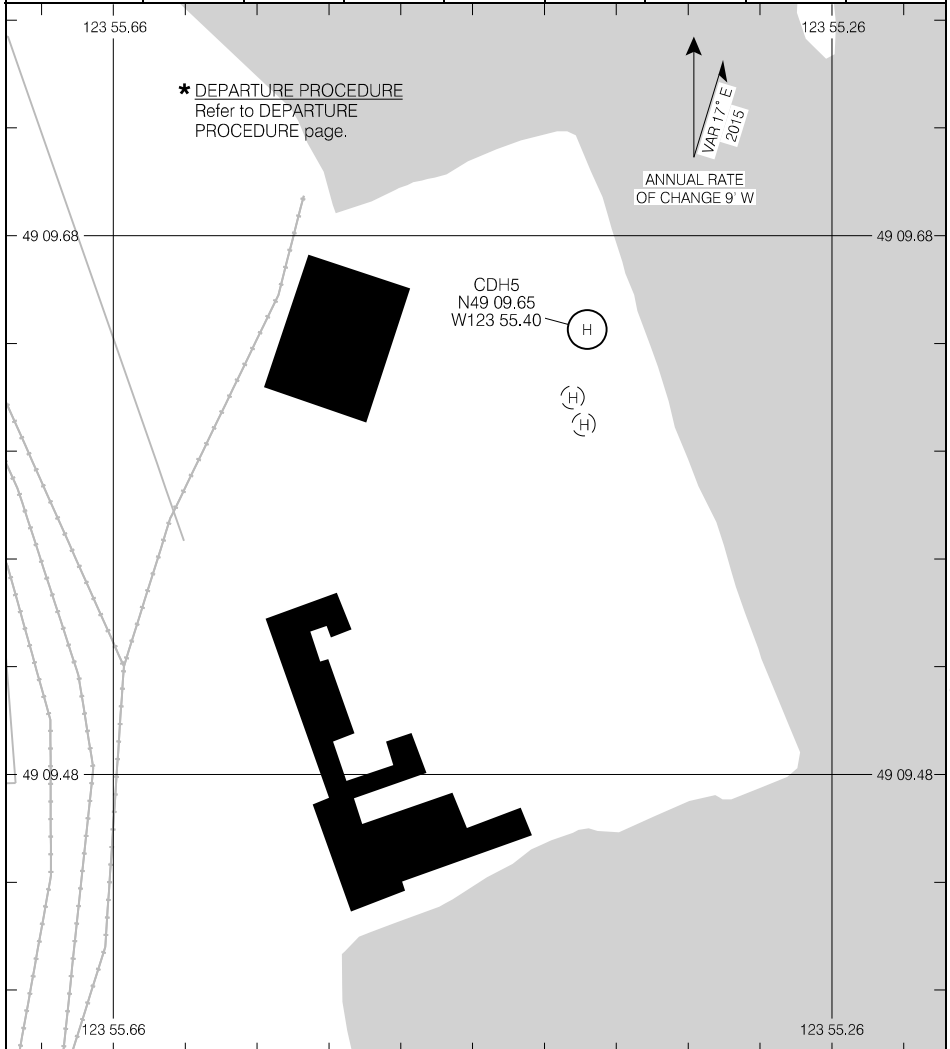 123 55.66
123 55.26
* DEPARTURE PROCEDURE
Refer to DEPARTURE
PROCEDURE page.
VAR 17° E
2015
ANNUAL RATE
OF CHANGE 9' W
49 09.68
49 09.68
CDH5
N49 09.65
W123 55.40
H
H
H
49 09.48
49 09.48
123 55.66
123 55.26